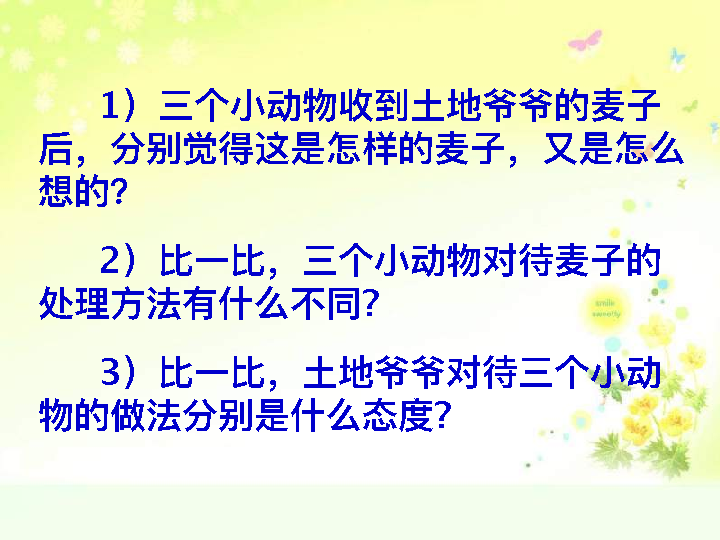 1）三个小动物收到土地爷爷的麦子
后，分别觉得这是怎样的麦子，又是怎么
想的？
2）比一比，三个小动物对待麦子的
处理方法有什么不同？
smile
3）比一比，土地爷爷对待三个小动
物的做法分别是什么态度？